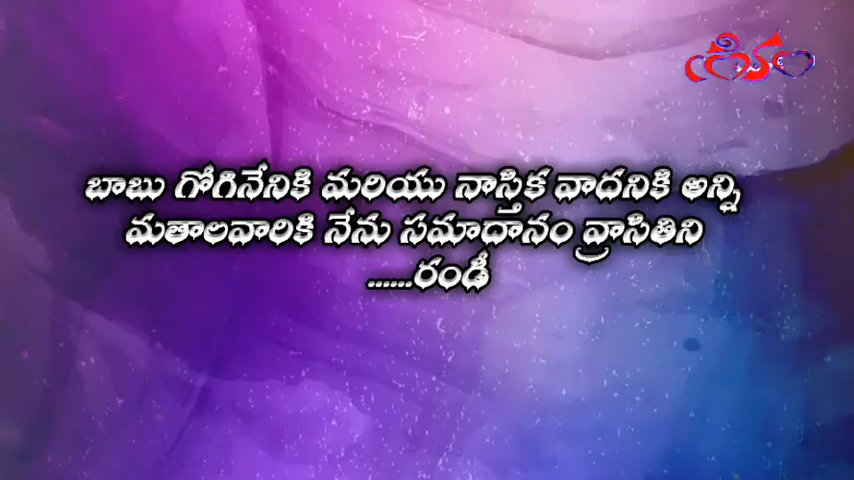 బాబు గోగినేనికి మరియు నాస్తిక వాదనికి అన్ని
మతాలవారికి నేను సమాదానం వ్రాసితిని
......రండీ